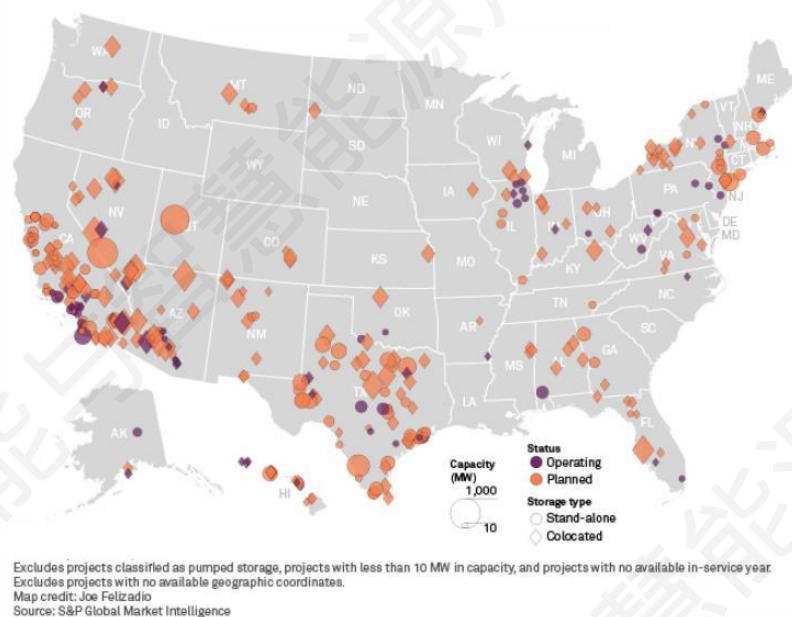 WA
MT
ND
MN
ME
OR
ID
SD
WI
MI
VT
NH
WY
IA
CT
NE
PA
NJ
NV
UT
IL
IN
OH
DE
MD
CA
CO
KS
MO
WV
VA
KY
AZ
NM
OK
AR
TN
NC
SC
MS
AL
GA
TX
LA
FL
AK
HI
Capacity
(MW)
1,000
10
Status
Operating
Planned
Storage type
Stand-alone
Colocated
Excludes projects classified as pumped storage, projects with less than 10 MW in capacity, and projects with no available in-service year.
Excludes projects with no available geographic coordinates.
Map credit: Joe Felizadio
Source: S&P Global Market Intelligence